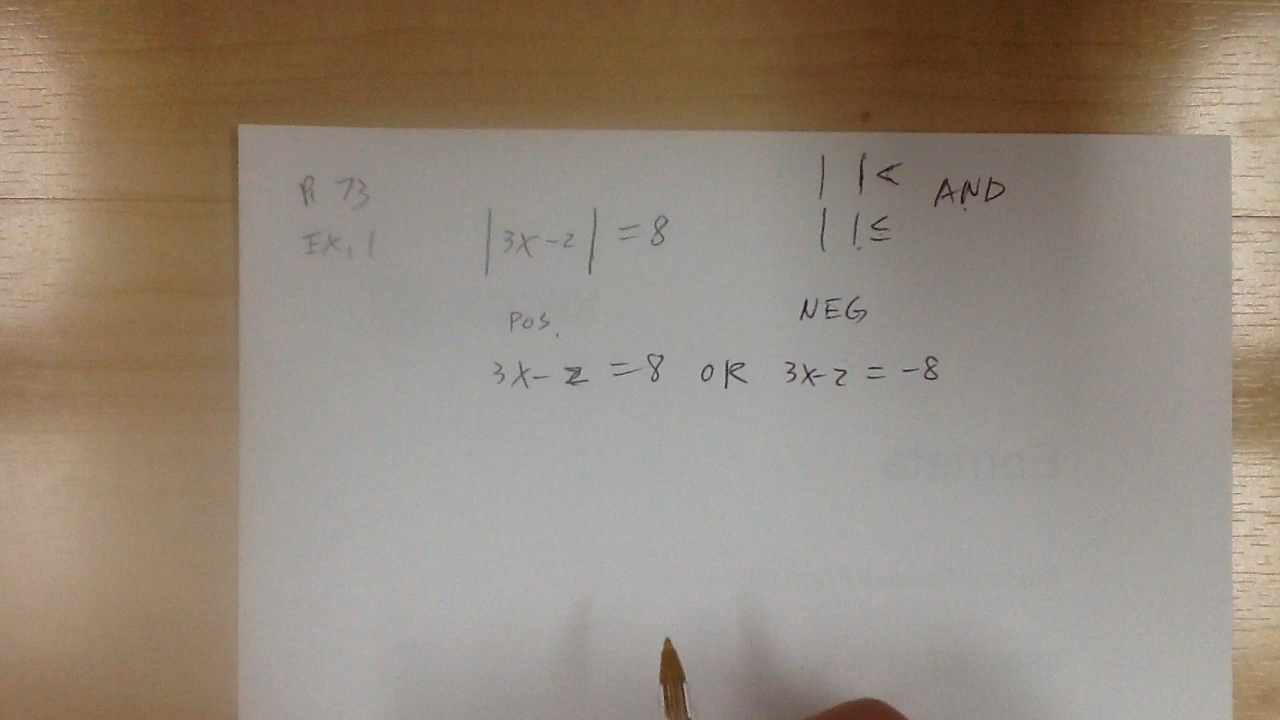 P. 73
EX. 1
|3X-2| = 8
| | < AND
| | ≤
POS. NEG
3X-2 = 8 OR 3X-2 = -8